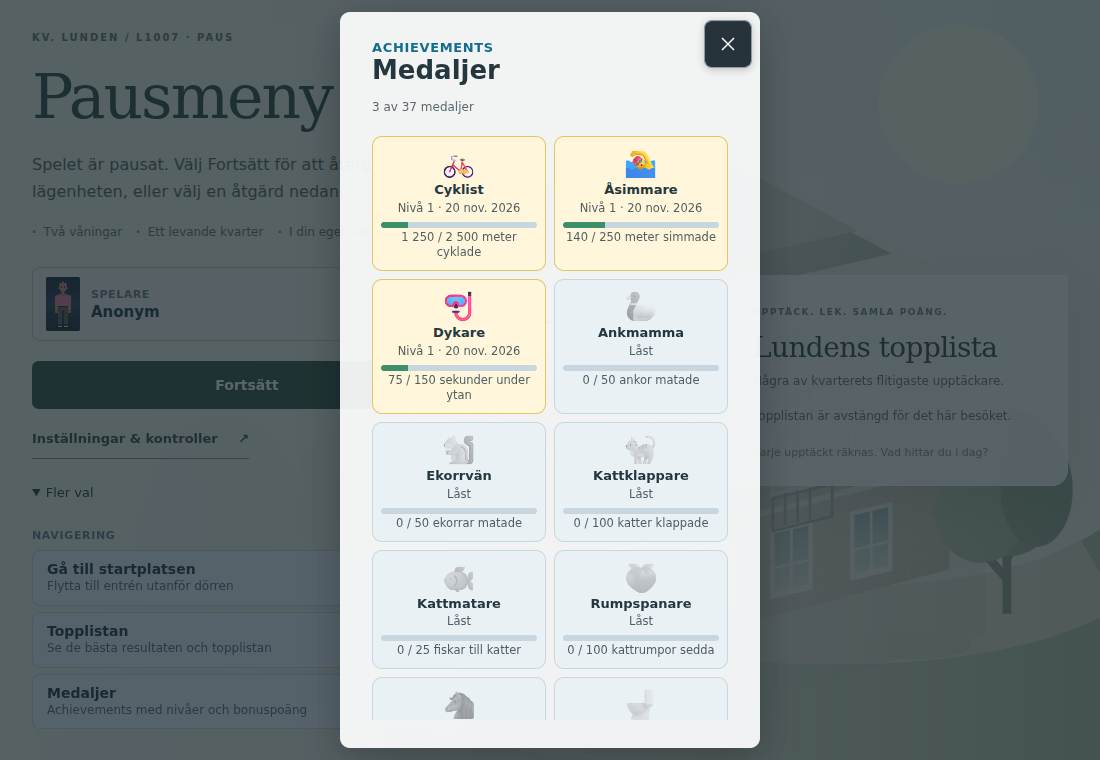 KV. LUNDEN / L1007 · PAUS
Pausmeny
Spelet är pausat. Välj Fortsätt för att
lägenheten, eller välj en åtgärd nedan.
· Två våningar · Ett levande kvarter · I din
SPELARE
Anonym
Fortsätt
Inställningar & kontroller ↗
▼ Fler val
NAVIGERING
Gå till startplatsen
Flytta till entrén utanför dörren
Topplistan
Se de bästa resultaten och topplistan
Medaljer
Achievements med nivåer och bonuspoäng
ACHIEVEMENTS
Medaljer
3 av 37 medaljer
Cyklist
Nivå 1 · 20 nov. 2026
1 250 / 2 500 meter
cyklade
Åsimmare
Nivå 1 · 20 nov. 2026
140 / 250 meter simmade
Dykare
Nivå 1 · 20 nov. 2026
75 / 150 sekunder under
ytan
Ankmamma
Låst
0 / 50 ankor matade
Ekorrvän
Låst
0 / 50 ekorrar matade
Kattklappare
Låst
0 / 100 katter klappade
Kattmatare
Låst
0 / 25 fiskar till katter
Rumpspanare
Låst
0 / 100 kattrumpor sedda
UPPTÄCK. LEK. SAMLA POÄNG.
Lundens topplista
Några av kvarterets flitigaste upptäckare.
Topplistan är avstängd för det här besöket.
Varje upptäckt räknas. Vad hittar du i dag?